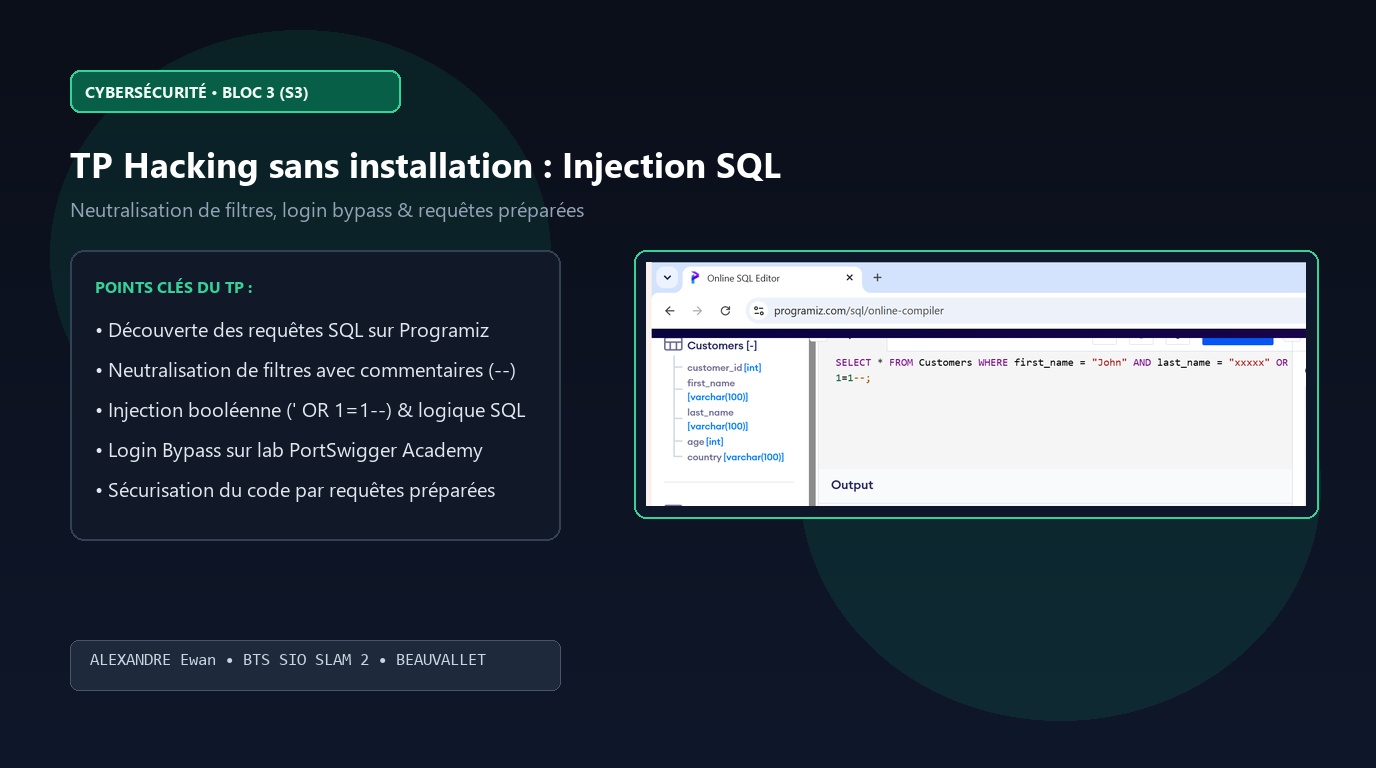 CYBERSÉCURITÉ • BLOC 3 (S3)
TP Hacking sans installation : Injection SQL
Neutralisation de filtres, login bypass & requêtes préparées
POINTS CLÉS DU TP :
• Découverte des requêtes SQL sur Programiz
• Neutralisation de filtres avec commentaires (--)
• Injection booléenne (' OR 1=1--) & logique SQL
• Login Bypass sur lab PortSwigger Academy
• Sécurisation du code par requêtes préparées
Online SQL Editor
programiz.com/sql/online-compiler
Customers [-]
customer_id [int]
first_name
[varchar(100)]
last_name
[varchar(100)]
age [int]
country [varchar(100)]
SELECT * FROM Customers WHERE first_name = "John" AND last_name = "xxxxx" OR
1=1--;
Output
ALEXANDRE Ewan • BTS SIO SLAM 2 • BEAUVALLET